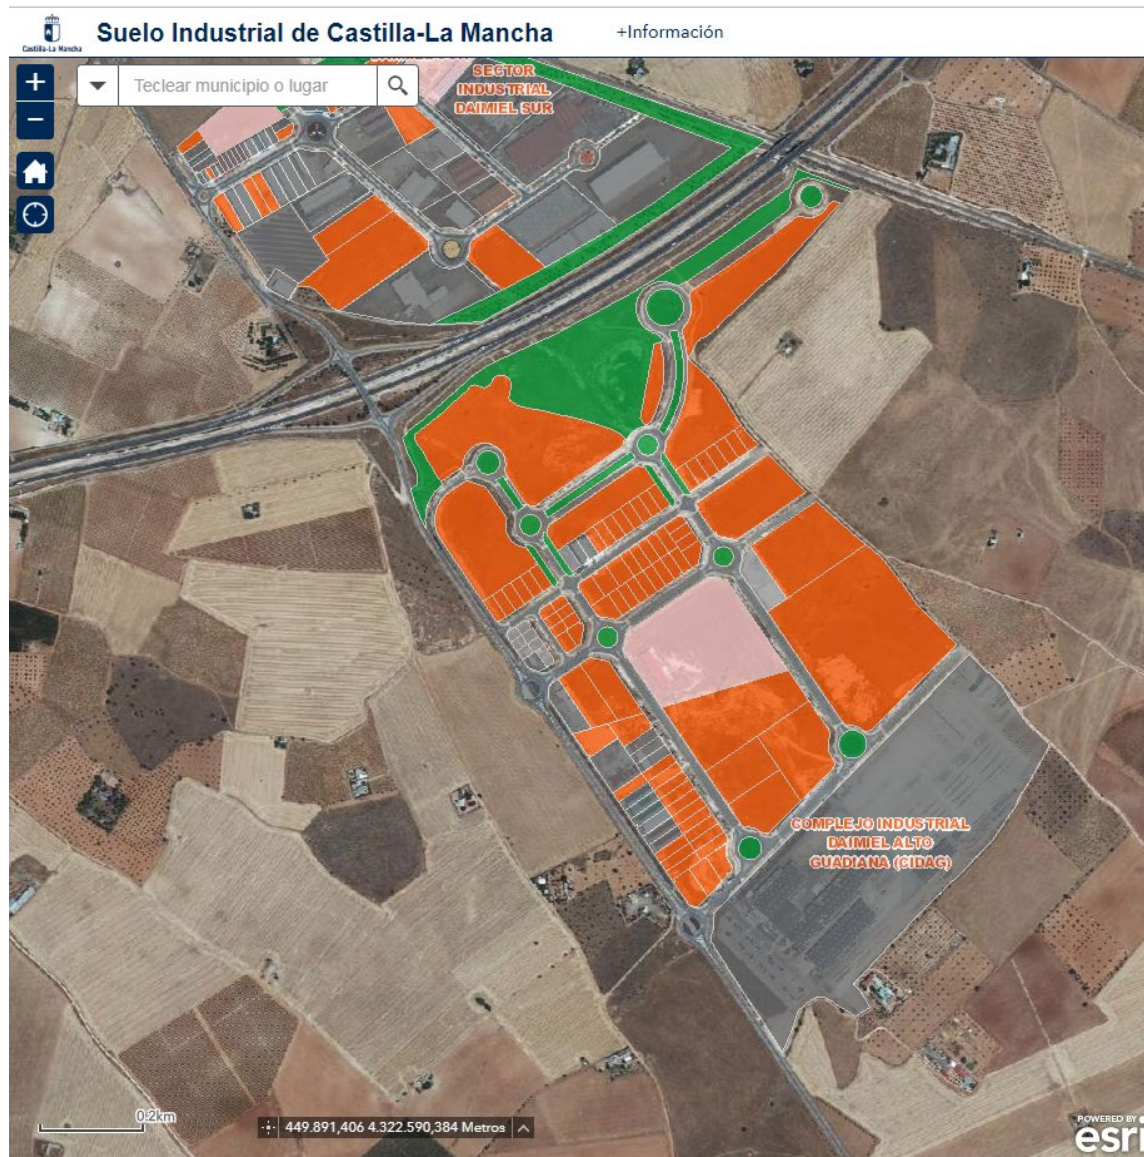 Castilla-La Mancha
Suelo Industrial de Castilla-La Mancha
+Información
+
Teclear municipio o lugar
−
SECTOR
INDUSTRIAL
DAIMIEL SUR
COMPLEJO INDUSTRIAL
DAIMIEL ALTO
GUADIANA (CIDAG)
0.2km
449.891,406 4.322.590,384 Metros
POWERED BY
esri